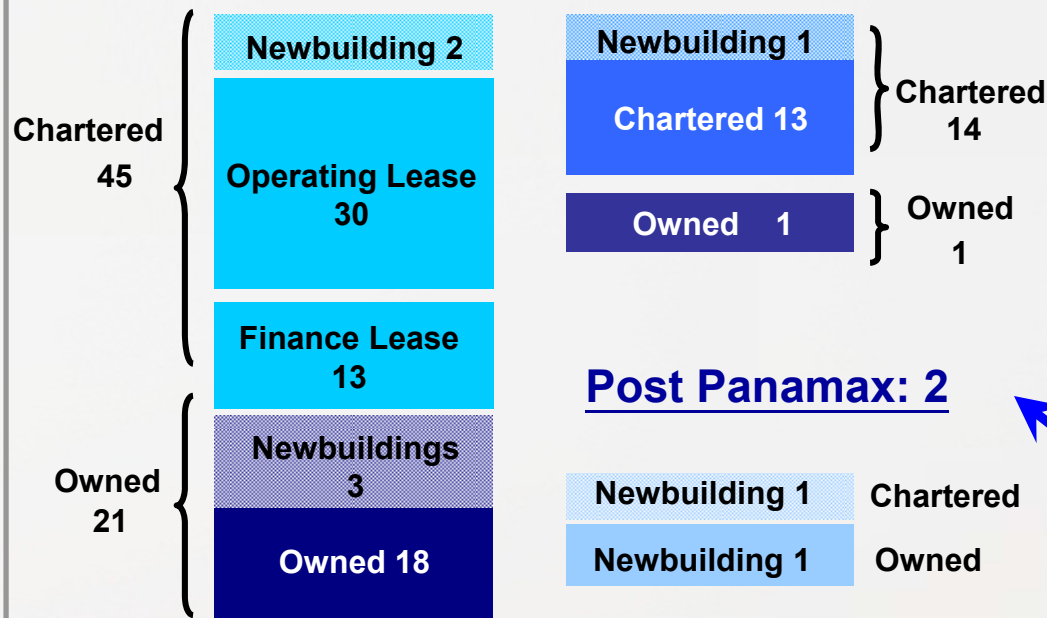 Chartered
45
Newbuilding 2
Operating Lease
30
Finance Lease
13
Owned
21
Newbuildings
3
Owned 18
Newbuilding 1
Chartered 13
Chartered
14
Owned 1
Owned
1
Post Panamax: 2
Newbuilding 1 Chartered
Newbuilding 1 Owned